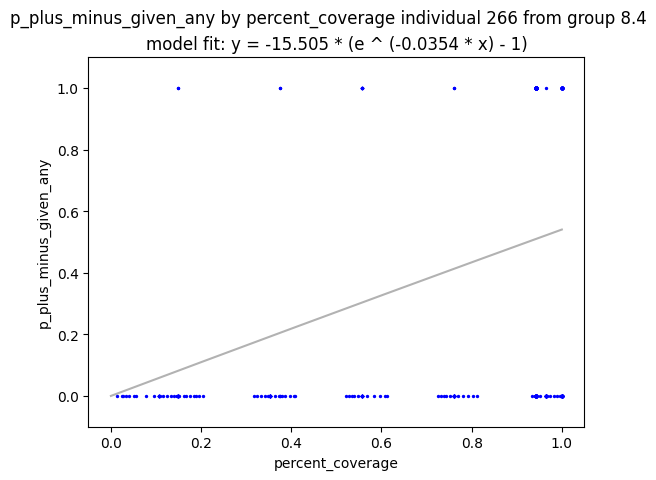 p_plus_minus_given_any by percent_coverage individual 266 from group 8.4
model fit: y = -15.505 * (e ^ (-0.0354 * x) - 1)
1.0
0.8
0.6
0.4
0.2
0.0
p_plus_minus_given_any
0.0 0.2 0.4 0.6 0.8 1.0
percent_coverage